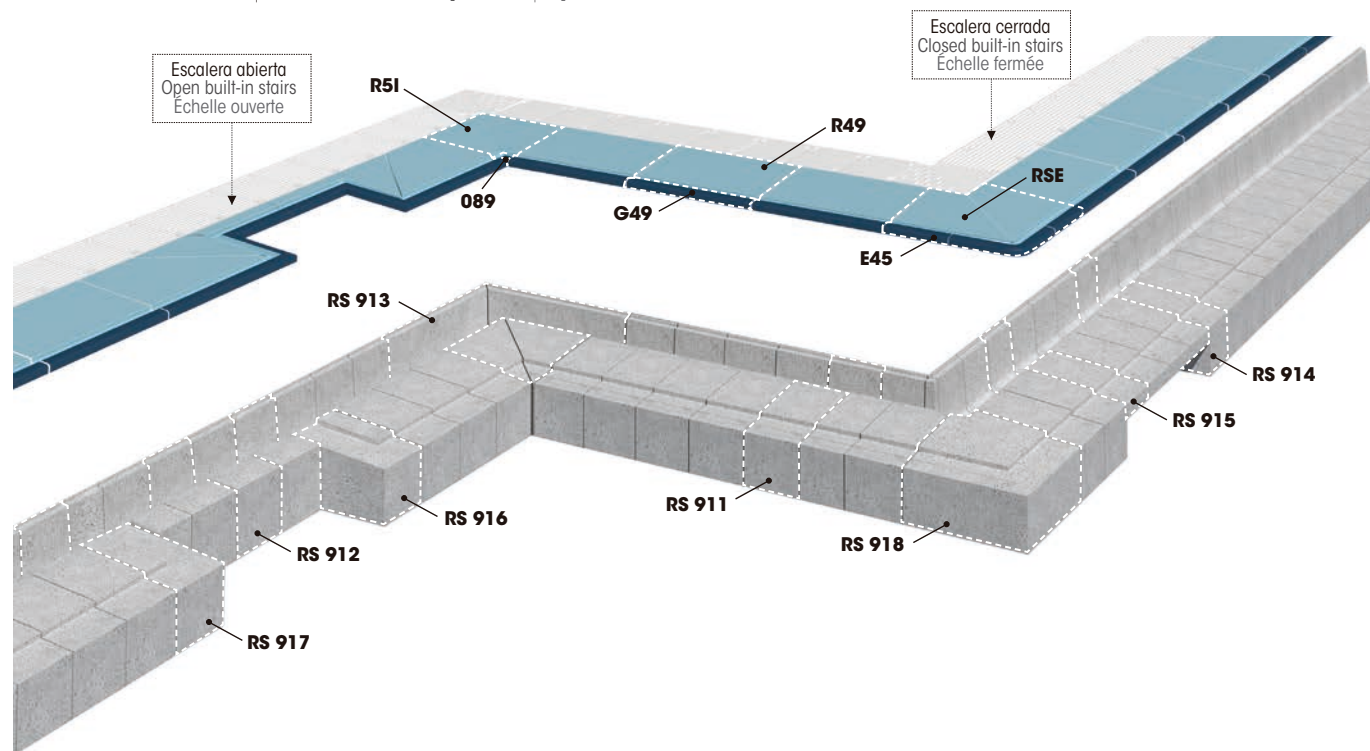 Escalera abierta
Open built-in stairs
Échelle ouverte
Escalera cerrada
Closed built-in stairs
Échelle fermée
R5I
R49
RSE
089
G49
E45
RS 913
RS 914
RS 915
RS 911
RS 916
RS 918
RS 912
RS 917